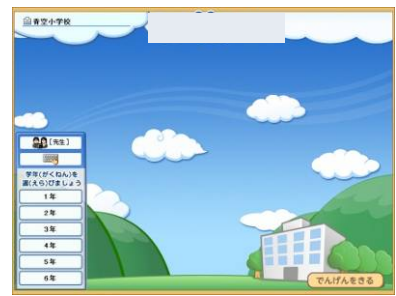 青空小学校
[先生]
学年(がくねん)を
選(えら)びましょう
1年
2年
3年
4年
5年
6年
でんげんをきる